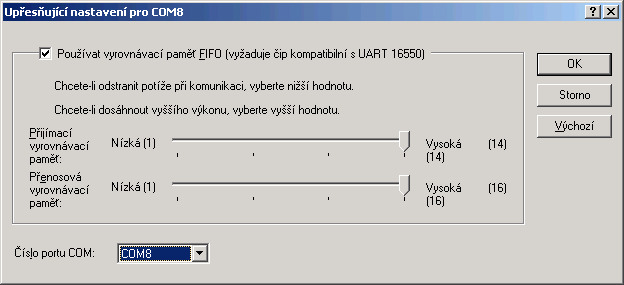 Upřesňující nastavení pro COM8
Používat vyrovnávací paměť FIFO (vyžaduje čip kompatibilní s UART 16550)
OK
Chcete-li odstranit potíže při komunikaci, vyberte nižší hodnotu.
Storno
Chcete-li dosáhnout vyššího výkonu, vyberte vyšší hodnotu.
Výchozí
Přijímací
vyrovnávací
paměť:
Nízká (1)
Vysoká (14)
(14)
Přenosová
vyrovnávací
paměť:
Nízká (1)
Vysoká (16)
(16)
Číslo portu COM:
COM8